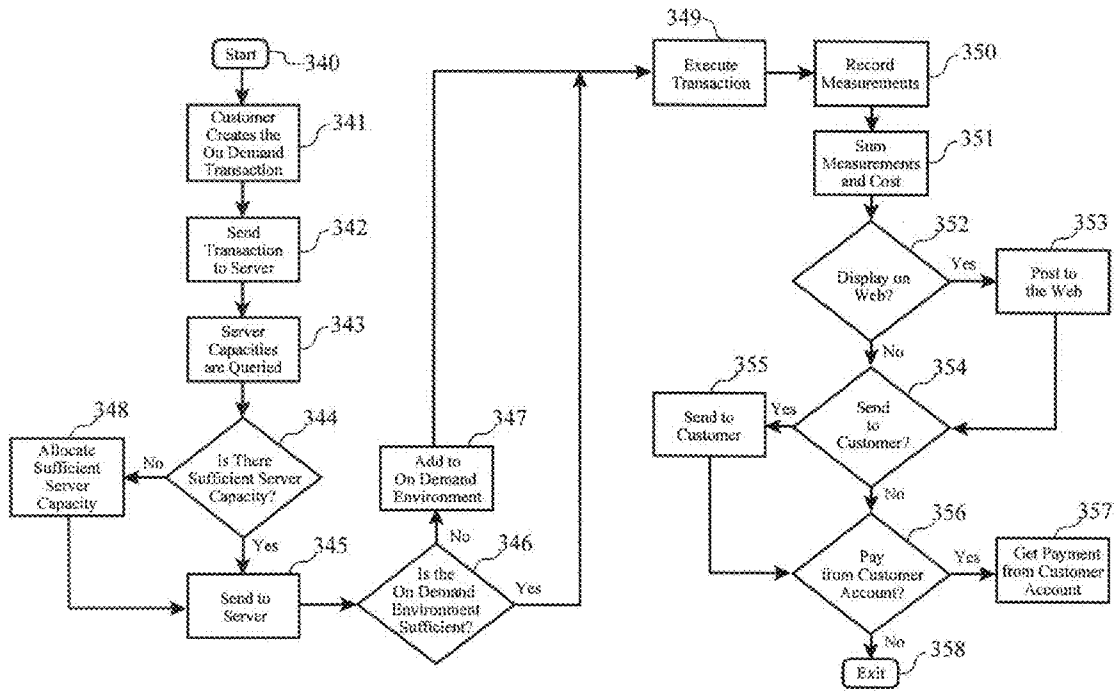 Start
340
Customer
Creates the
On Demand
Transaction
341
Send
Transaction
to Server
342
Server
Capacities
are Queried
343
Is There
Sufficient Server
Capacity?
344
No
Yes
348
Allocate
Sufficient
Server
Capacity
Send to
Server
345
Is the
On Demand
Environment
Sufficient?
346
No
Yes
Add to
On Demand
Environment
347
349
Execute
Transaction
Record
Measurements
350
Sum
Measurements
and Cost
351
Display on
Web?
352
Yes
No
353
Post to
the Web
Send
to
Customer?
354
Yes
No
355
Send to
Customer
Pay
from Customer
Account?
356
Yes
No
357
Get Payment
from Customer
Account
Exit
358